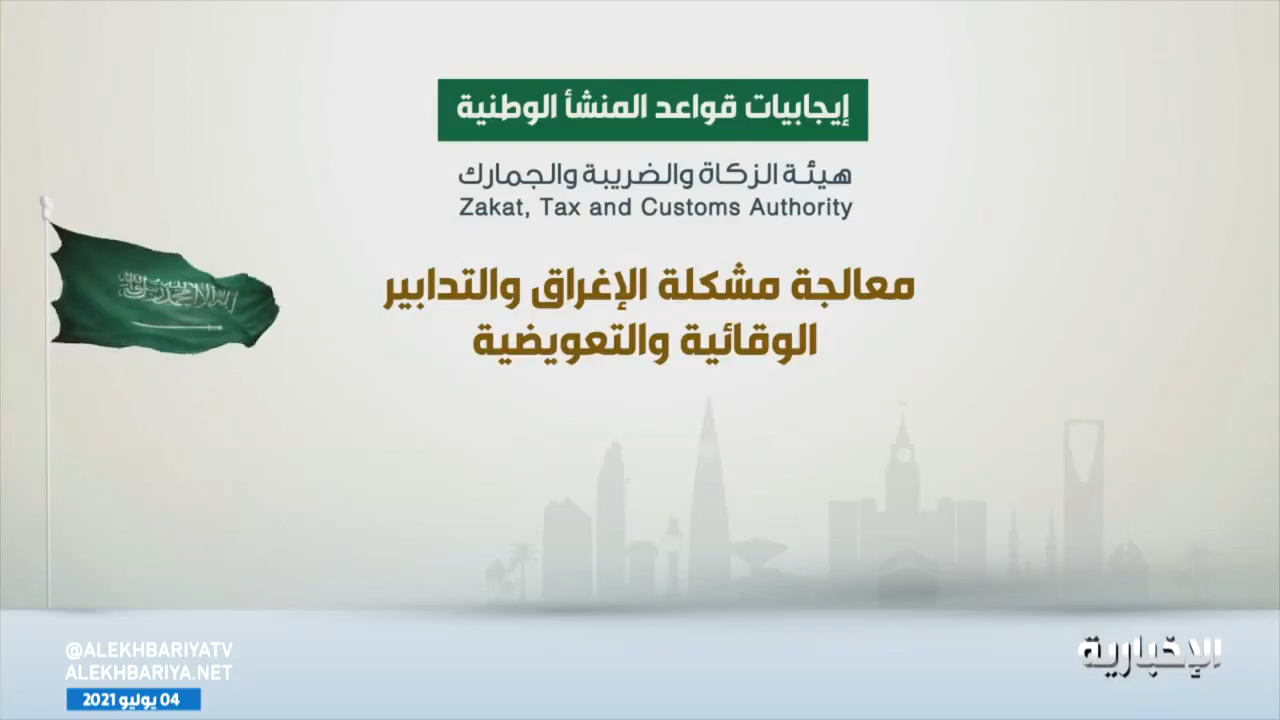 إيجابيات قواعد المنشأ الوطنية
هيئة الزكاة والضريبة والجمارك
Zakat, Tax and Customs Authority
معالجة مشكلة الإغراق والتدابير
الوقائية والتعويضية
@ALEKHBARIYATV
ALEKHBARIYA.NET
04 يوليو 2021
الإخبارية